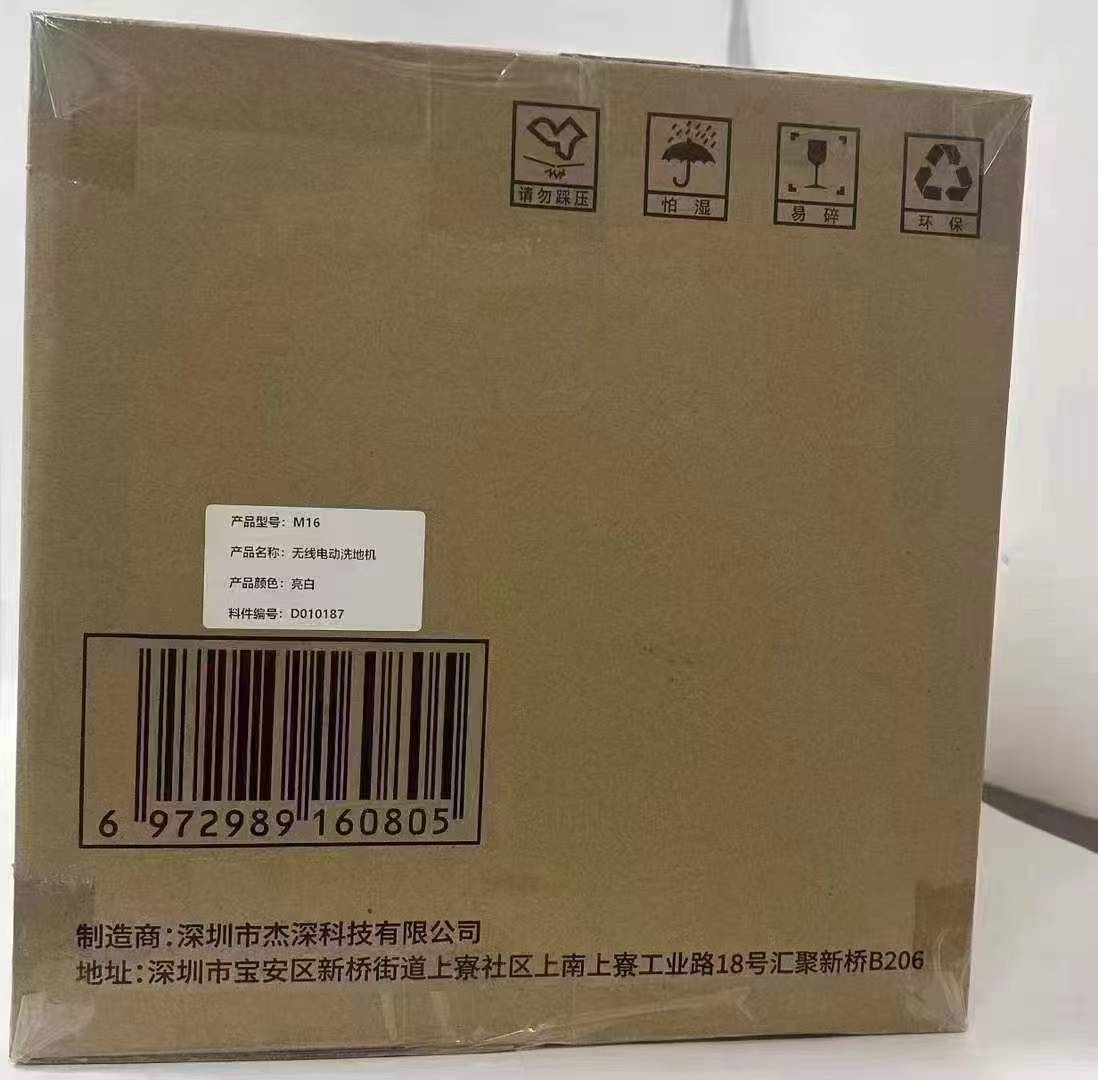 请勿踩压
怕 湿
易 碎
环 保
产品型号：M16
产品名称：无线电动洗地机
产品颜色：亮白
料件编号：D010187
6 972989 160805
制造商：深圳市杰深科技有限公司
地址：深圳市宝安区新桥街道上寮社区上南上寮工业路18号汇聚新桥B206